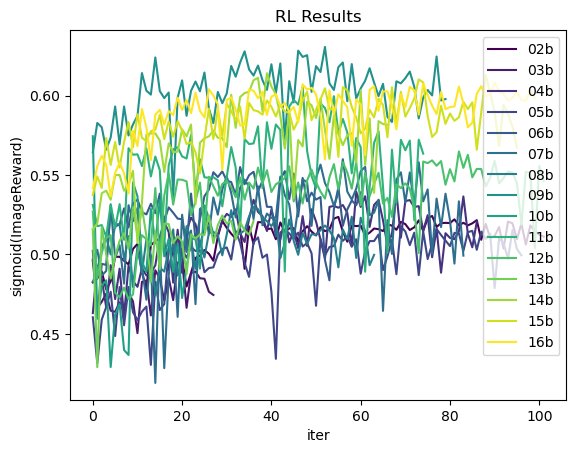 RL Results
sigmoid(ImageReward)
0.60
0.55
0.50
0.45
0
20
40
60
80
100
iter
02b
03b
04b
05b
06b
07b
08b
09b
10b
11b
12b
13b
14b
15b
16b